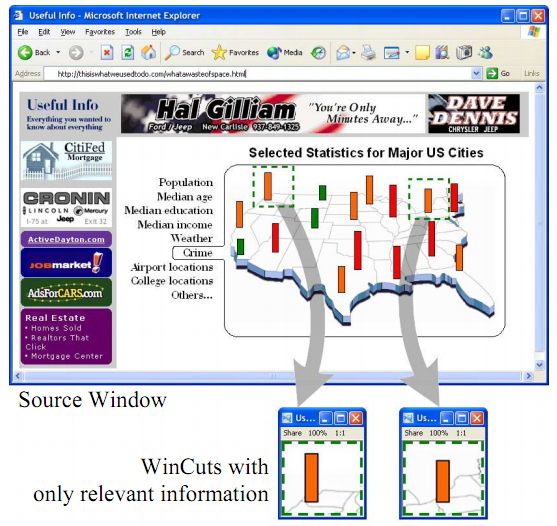 Useful Info - Microsoft Internet Explorer
File Edit View Favorites Tools Help
Back Search Favorites Media
Address http://thisiswhatweusedtodo.com/whatawasteofspace.html Go Links
Useful Info
Everything you wanted to
know about everything
Hal Gilliam
Ford / Jeep New Carlisle 937-849-1325
"You're Only
Minutes Away..."
DAVE
DENNIS
CHRYSLER JEEP
CitiFed
Mortgage
CRONIN
LINCOLN Mercury
I-75 at Jeep Exit 32
ActiveDayton.com
JOBmarket!
AdsForCARS.com
Real Estate
• Homes Sold
• Realtors That
Click
• Mortgage Center
Selected Statistics for Major US Cities
Population
Median age
Median education
Median income
Weather
Crime
Airport locations
College locations
Others...
Source Window
Us...
Share 100% 1:1
Us...
Share 100% 1:1
WinCuts with
only relevant information